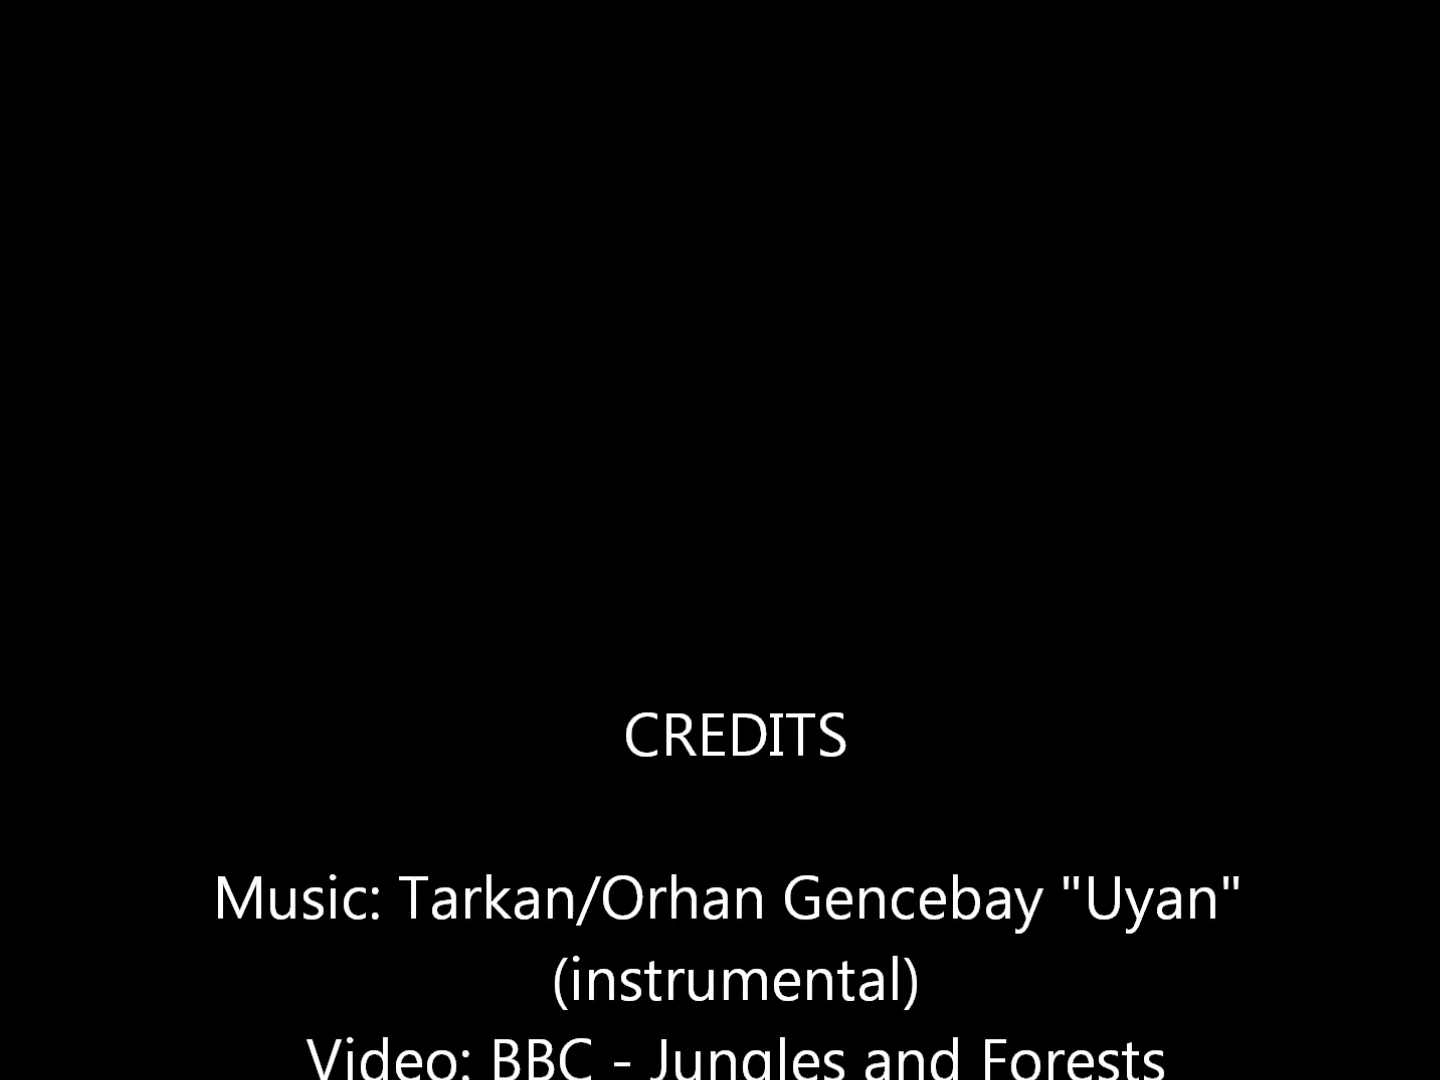 CREDITS
Music: Tarkan/Orhan Gencebay "Uyan"
(instrumental)
Video: BBC - Jungles and Forests